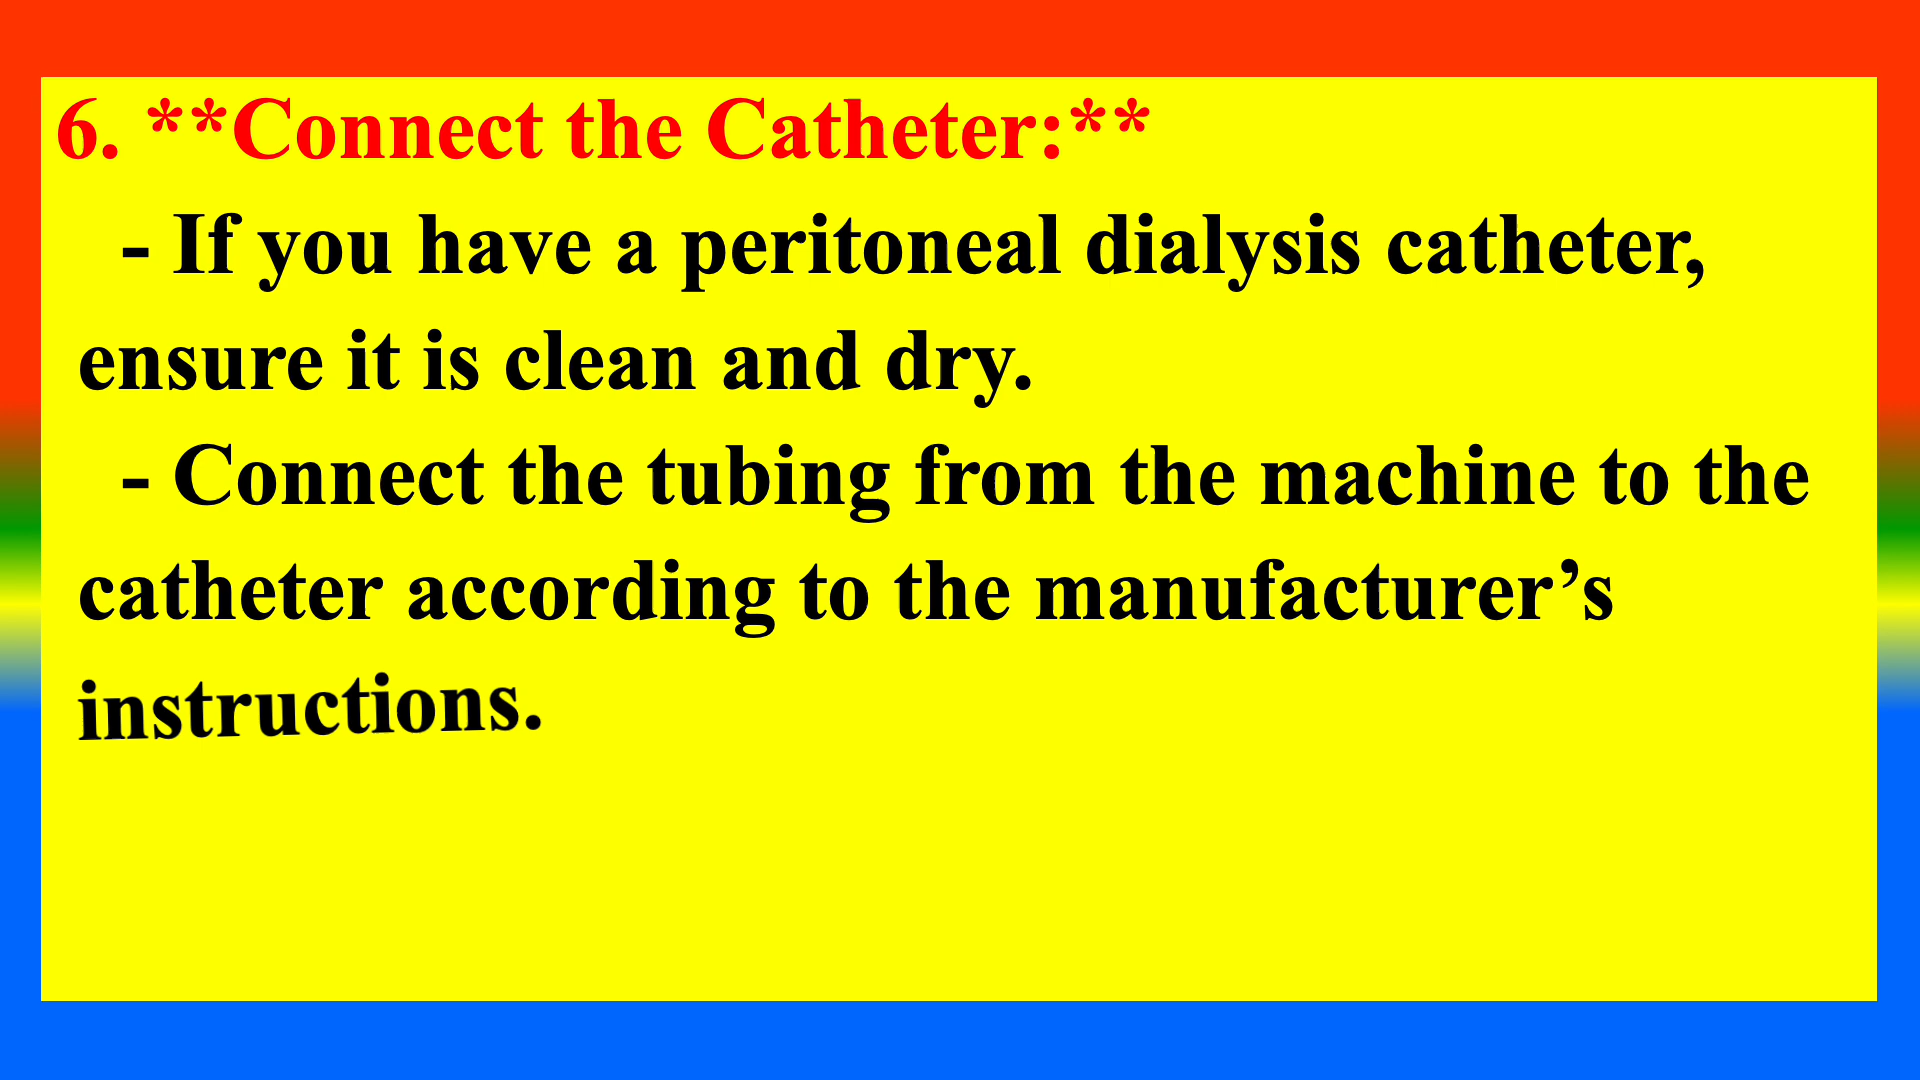 6. **Connect the Catheter:**
- If you have a peritoneal dialysis catheter,
ensure it is clean and dry.
- Connect the tubing from the machine to the
catheter according to the manufacturer’s
instructions.